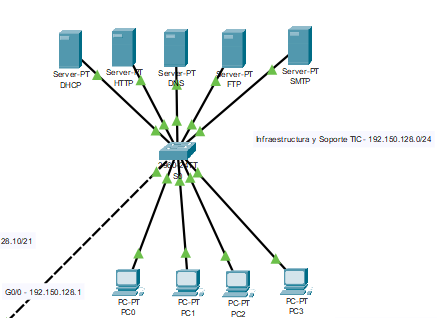 Server-PT
DHCP
Server-PT
HTTP
Server-PT
DNS
Server-PT
FTP
Server-PT
SMTP
Infraestructura y Soporte TIC - 192.150.128.0/24
28.10/21
G0/0 - 192.150.128.1
PC-PT
PC0
PC-PT
PC1
PC-PT
PC2
PC-PT
PC3